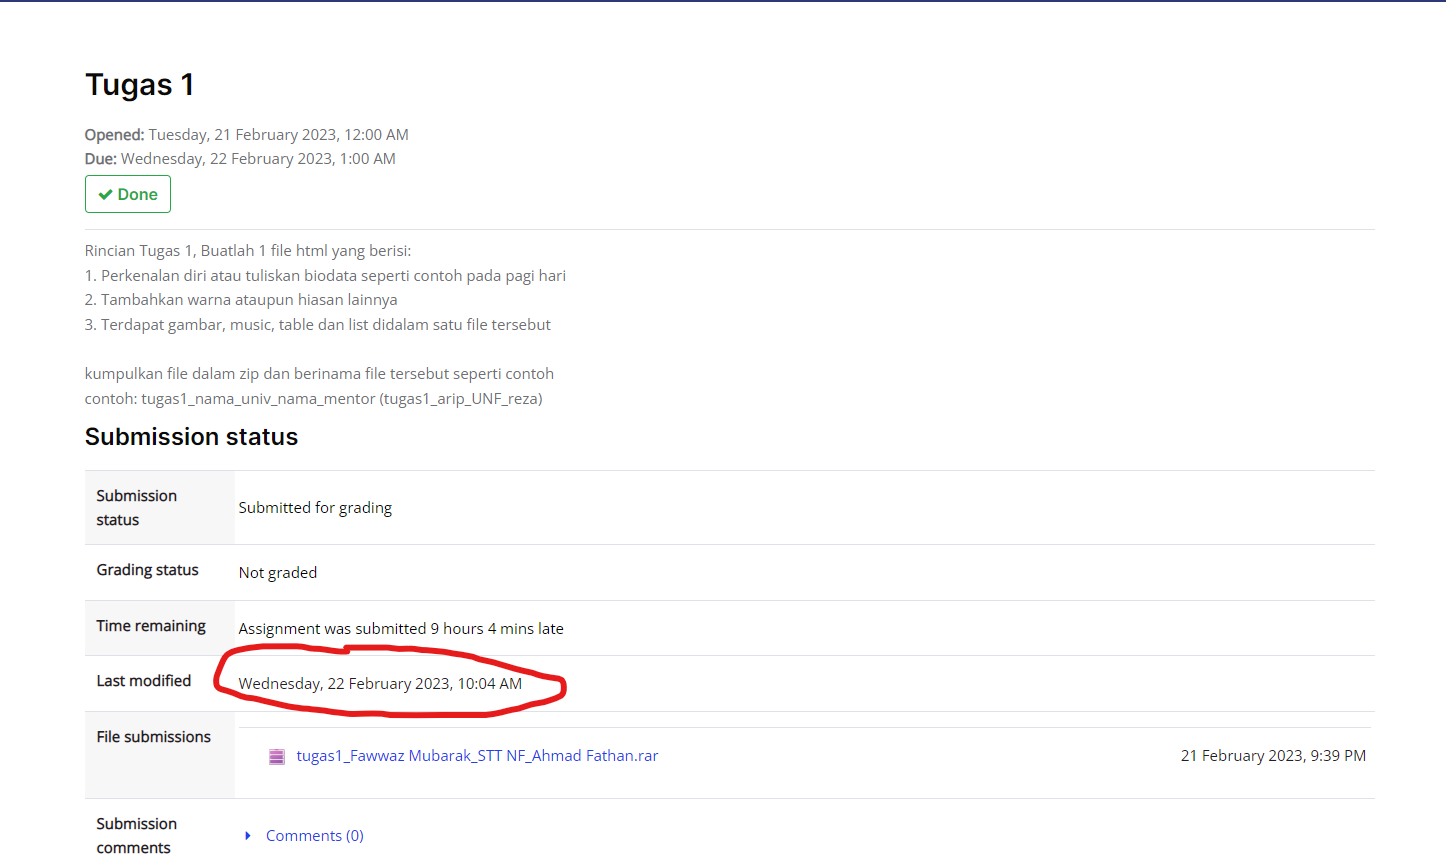 Tugas 1
Opened: Tuesday, 21 February 2023, 12:00 AM
Due: Wednesday, 22 February 2023, 1:00 AM
Done
Rincian Tugas 1, Buatlah 1 file html yang berisi:
1. Perkenalan diri atau tuliskan biodata seperti contoh pada pagi hari
2. Tambahkan warna ataupun hiasan lainnya
3. Terdapat gambar, music, table dan list didalam satu file tersebut
kumpulkan file dalam zip dan berinama file tersebut seperti contoh
contoh: tugas1_nama_univ_nama_mentor (tugas1_arip_UNF_reza)
Submission status
Submission status Submitted for grading
Grading status Not graded
Time remaining Assignment was submitted 9 hours 4 mins late
Last modified Wednesday, 22 February 2023, 10:04 AM
File submissions
tugas1_Fawwaz Mubarak_STT NF_Ahmad Fathan.rar 21 February 2023, 9:39 PM
Submission comments Comments (0)